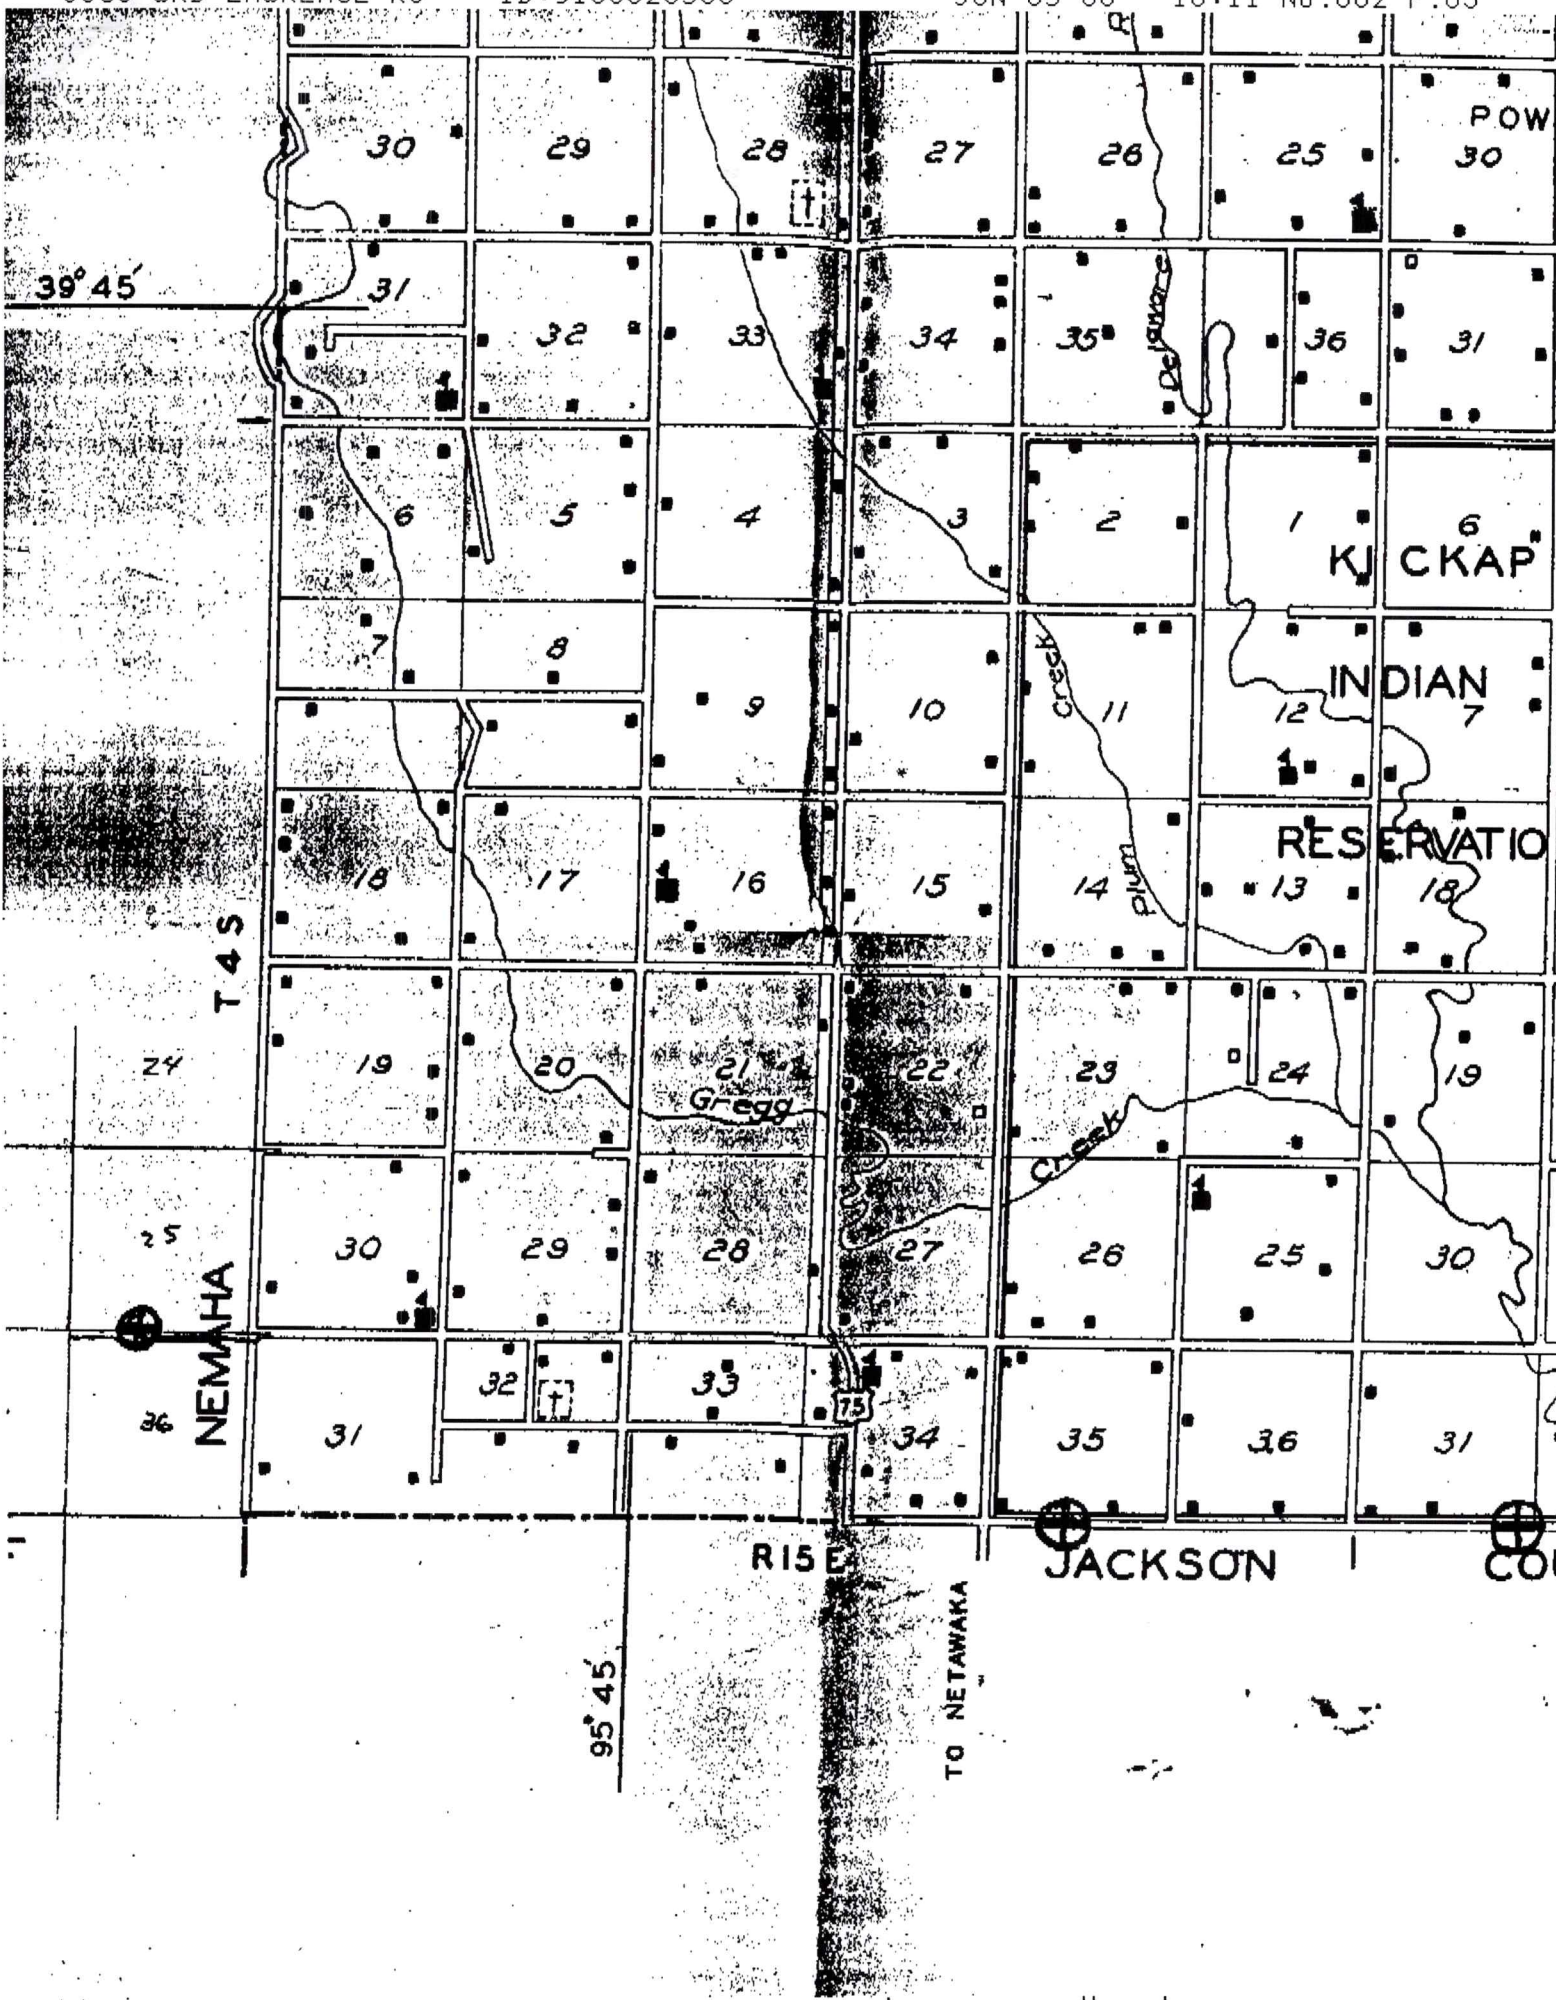 POW
30 29 28 27 26 25 30
39° 45'
31 32 33 34 35 36 31
Delaware
6 5 4 3 2 1 6
KICKAP
7 8
Creek
INDIAN
9 10 11 12 7
RESERVATIO
18 17 16 15 14 13 18
Plum
T 4 S
24 19 20 21 22 23 24 19
Gregg
Creek
25 30 29 28 27 26 25 30
NEMAHA
32 33
75
36 31 34 35 36 31
R15E JACKSON COU
TO NETAWAKA
95° 45'